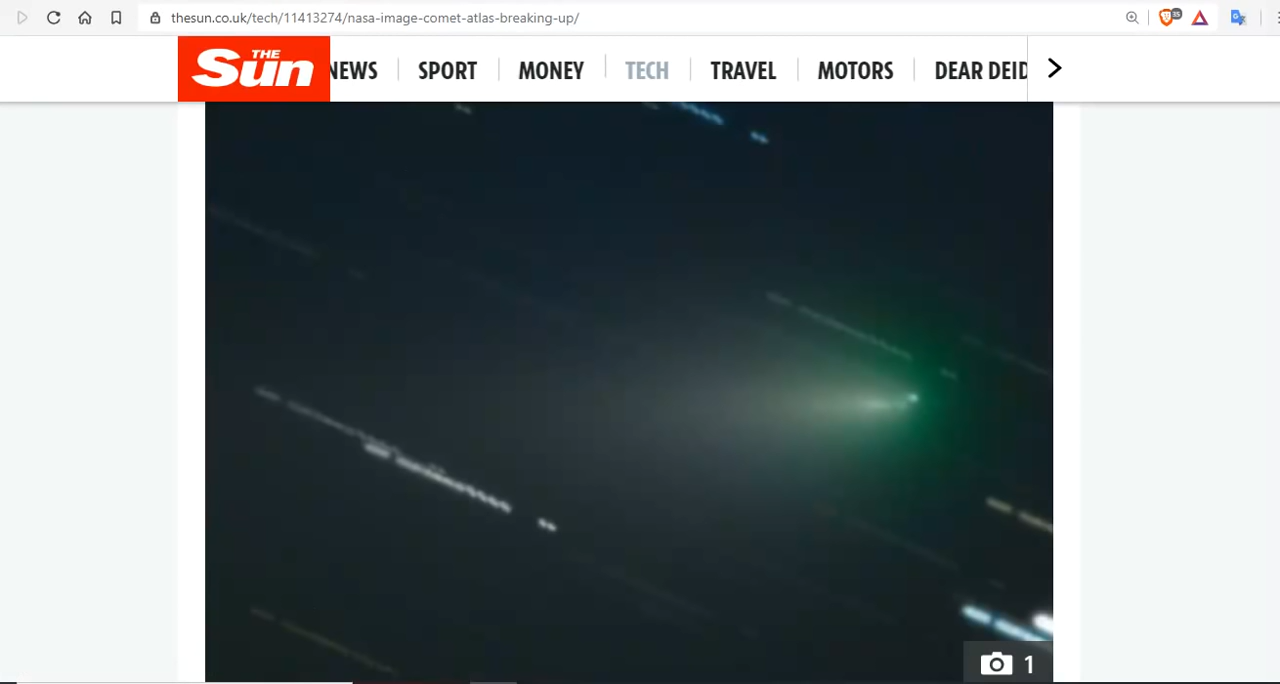 thesun.co.uk/tech/11413274/nasa-image-comet-atlas-breaking-up/
35
THE
Sun
NEWS
SPORT
MONEY
TECH
TRAVEL
MOTORS
DEAR DEID
1